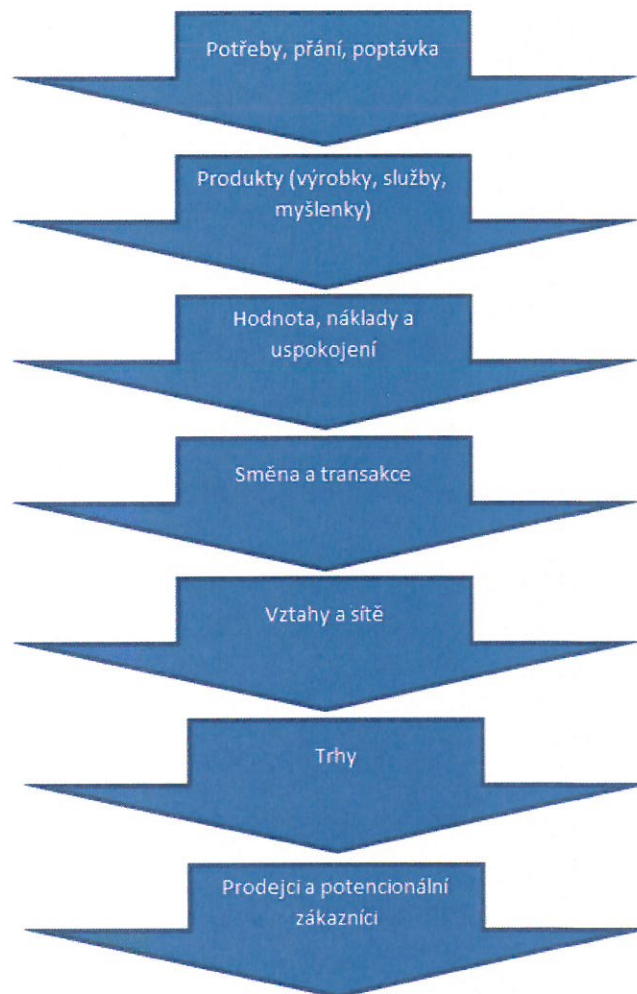 Potřeby, přání, poptávka
Produkty (výrobky, služby,
myšlenky)
Hodnota, náklady a
uspokojení
Směna a transakce
Vztahy a sítě
Trhy
Prodejci a potencionální
zákazníci